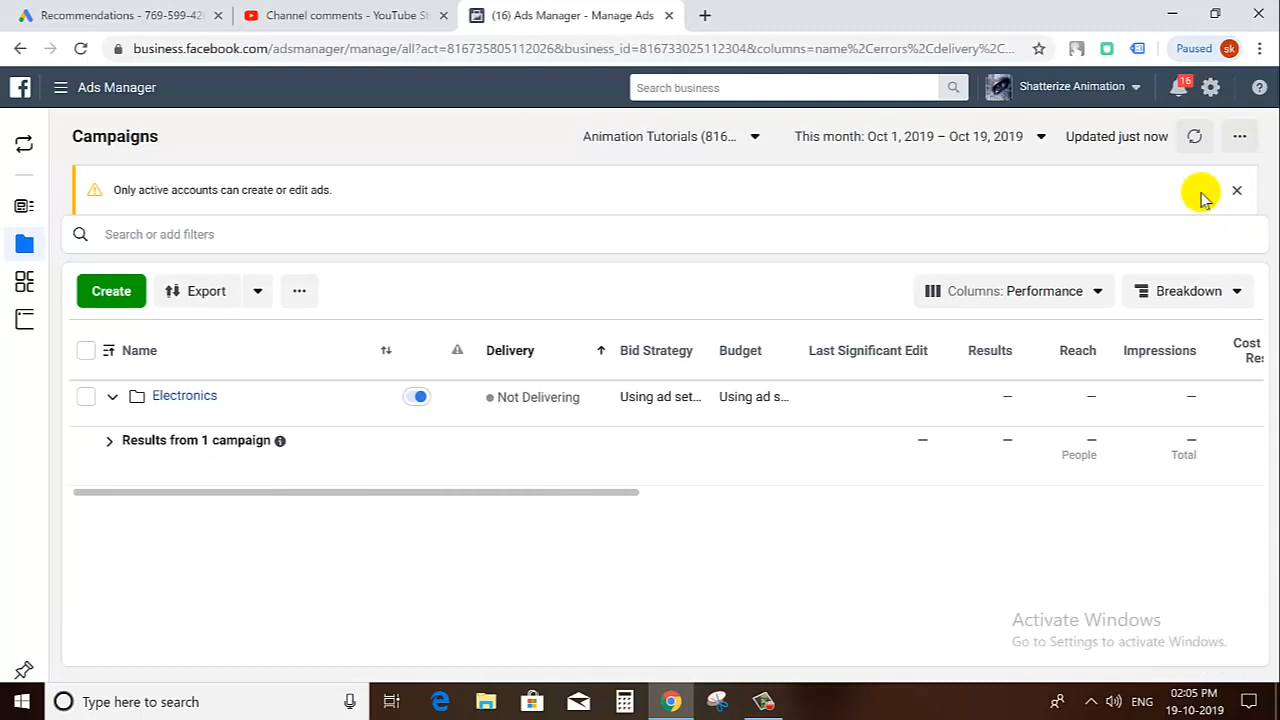 Recommendations - 769-599-42
Channel comments - YouTube St
(16) Ads Manager - Manage Ads
business.facebook.com/adsmanager/manage/all?act=816735805112026&business_id=816733025112304&columns=name%2Cerrors%2Cdelivery%2C...
Paused sk
Ads Manager
Search business
Shatterize Animation
16
Campaigns
Animation Tutorials (816...
This month: Oct 1, 2019 – Oct 19, 2019
Updated just now
Only active accounts can create or edit ads.
Search or add filters
Create
Export
Columns: Performance
Breakdown
Name Delivery Bid Strategy Budget Last Significant Edit Results Reach Impressions Cost
Res
Electronics Not Delivering Using ad set... Using ad s... — — —
Results from 1 campaign — — — —
People Total
Activate Windows
Go to Settings to activate Windows.
Type here to search
ENG
02:05 PM
19-10-2019